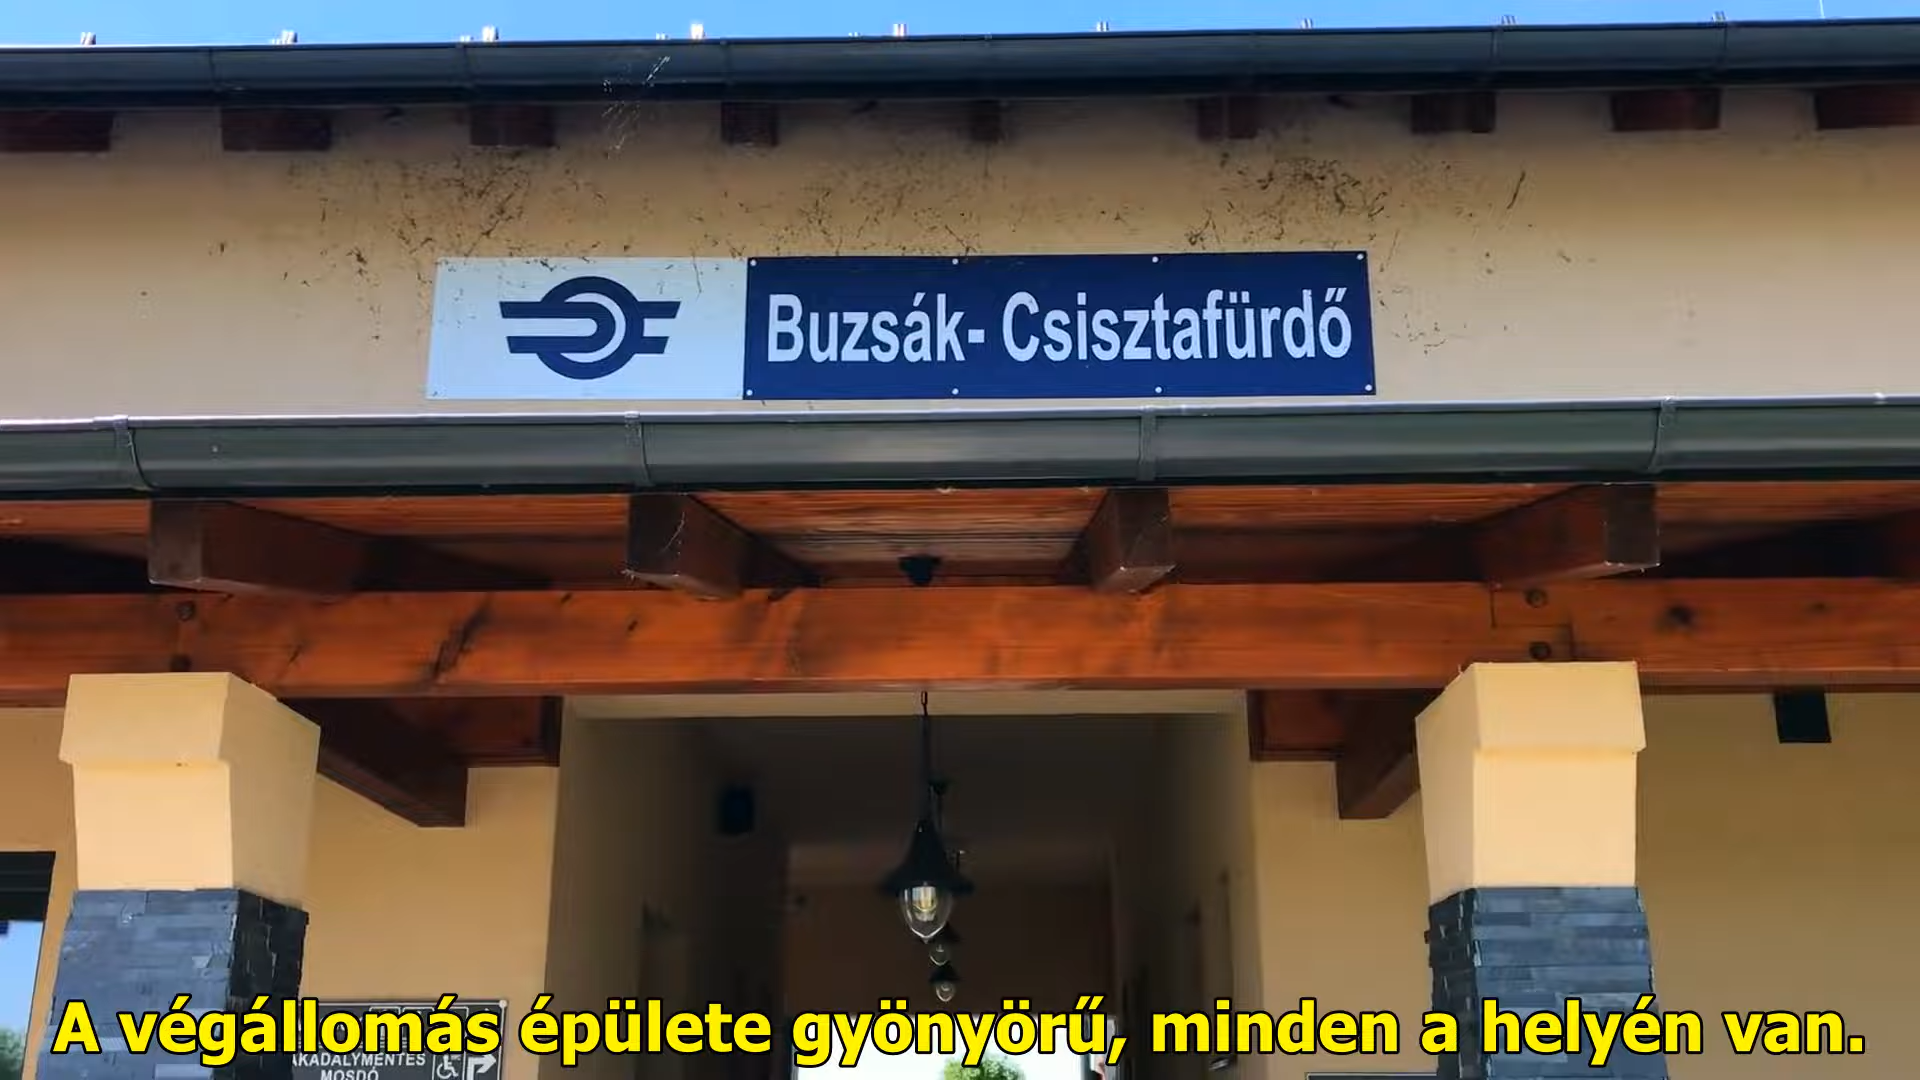 Buzsák- Csisztafürdő
A végállomás épülete gyönyörű, minden a helyén van.
AKADÁLYMENTES
MOSDÓ